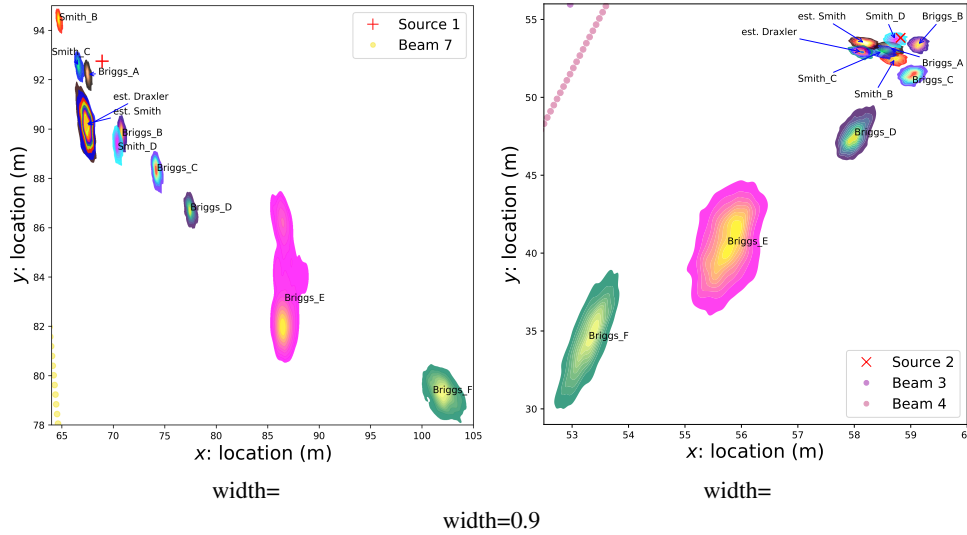 Smith_B
Source 1
Beam 7
Smith_C
Briggs_A
est. Draxler
est. Smith
Briggs_B
Smith_D
Briggs_C
Briggs_D
Briggs_E
Briggs_F
94
92
90
88
86
84
82
80
78
65 70 75 80 85 90 95 100 105
y: location (m)
x: location (m)
est. Smith
Smith_D
Briggs_B
est. Draxler
Smith_C
Briggs_A
Briggs_C
Smith_B
Briggs_D
Briggs_E
Briggs_F
Source 2
Beam 3
Beam 4
55
50
45
40
35
30
53 54 55 56 57 58 59
y: location (m)
x: location (m)
width=
width=
width=0.9